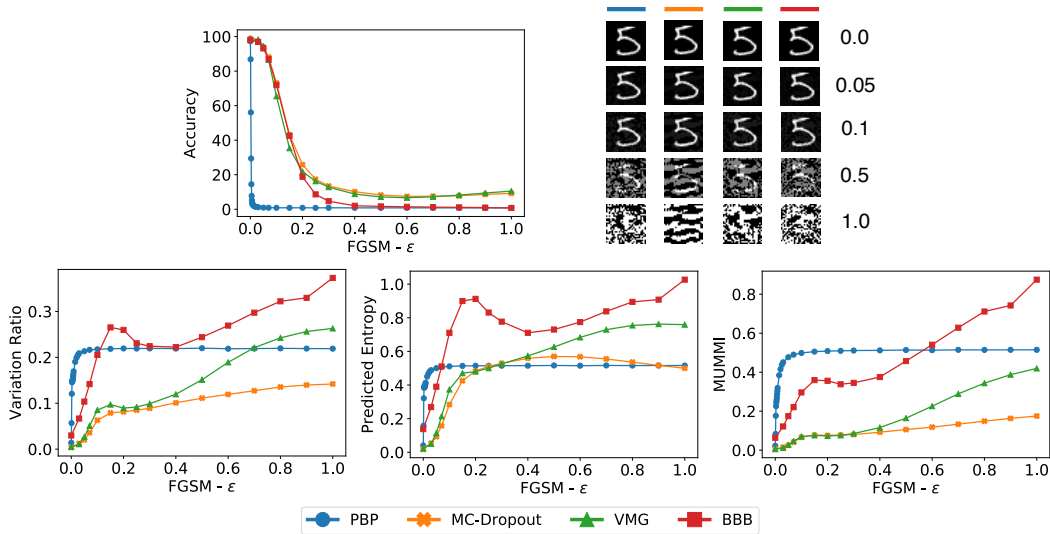 100
80
60
40
20
0
Accuracy
0.0 0.2 0.4 0.6 0.8 1.0
FGSM - ε
0.0
0.05
0.1
0.5
1.0
0.3
0.2
0.1
0.0
Variation Ratio
0.0 0.2 0.4 0.6 0.8 1.0
FGSM - ε
1.0
0.8
0.6
0.4
0.2
0.0
Predicted Entropy
0.0 0.2 0.4 0.6 0.8 1.0
FGSM - ε
0.8
0.6
0.4
0.2
0.0
MUMMI
0.0 0.2 0.4 0.6 0.8 1.0
FGSM - ε
PBP MC-Dropout VMG BBB